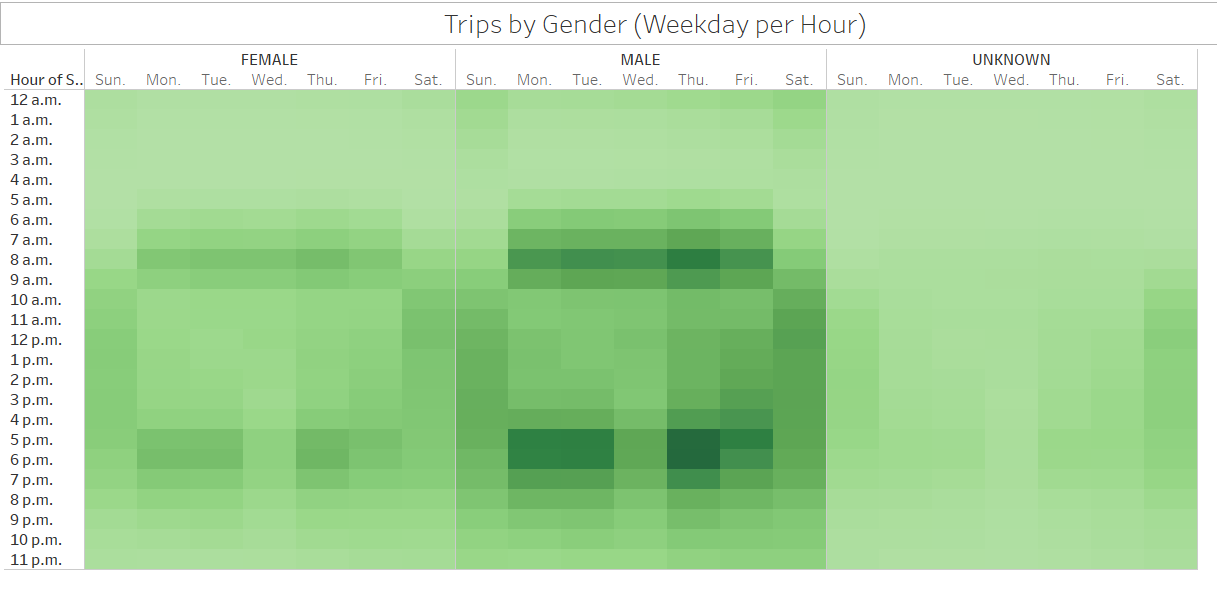 Trips by Gender (Weekday per Hour)
FEMALE MALE UNKNOWN
Hour of S.. Sun. Mon. Tue. Wed. Thu. Fri. Sat. Sun. Mon. Tue. Wed. Thu. Fri. Sat. Sun. Mon. Tue. Wed. Thu. Fri. Sat.
12 a.m.
1 a.m.
2 a.m.
3 a.m.
4 a.m.
5 a.m.
6 a.m.
7 a.m.
8 a.m.
9 a.m.
10 a.m.
11 a.m.
12 p.m.
1 p.m.
2 p.m.
3 p.m.
4 p.m.
5 p.m.
6 p.m.
7 p.m.
8 p.m.
9 p.m.
10 p.m.
11 p.m.